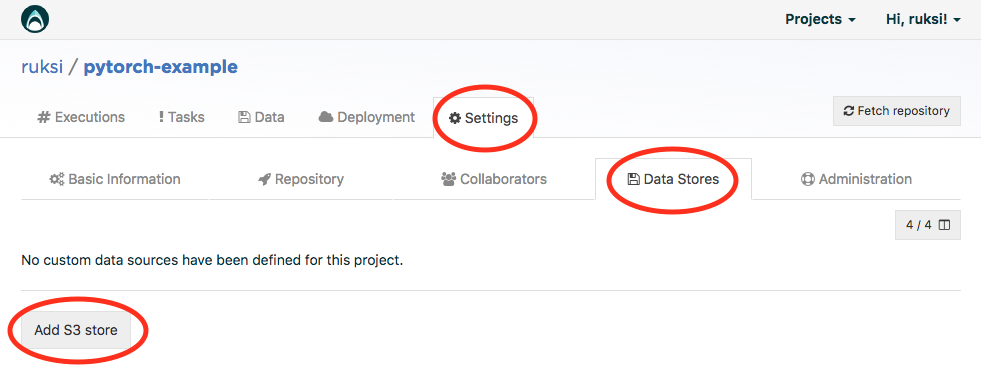 Projects Hi, ruksi!
ruksi / pytorch-example
Executions Tasks Data Deployment Settings Fetch repository
Basic Information Repository Collaborators Data Stores Administration
4 / 4
No custom data sources have been defined for this project.
Add S3 store